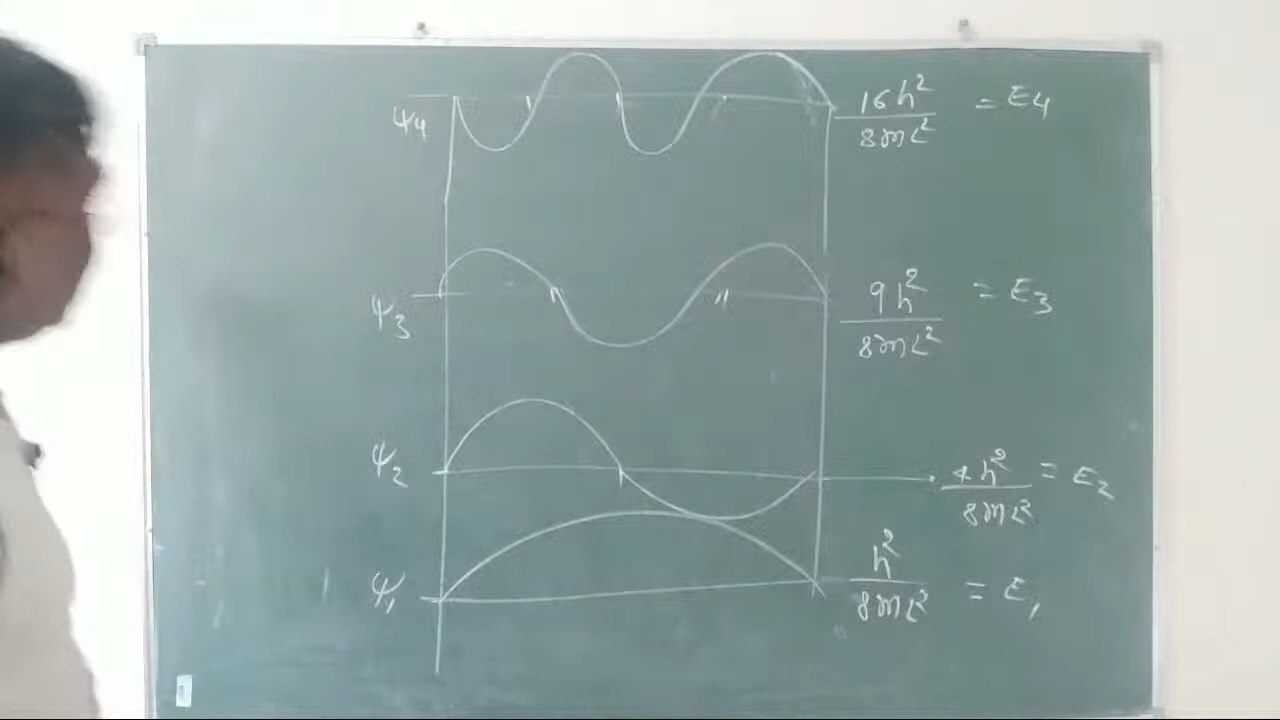 ψ4 16h²/8mL² = E4
ψ3 9h²/8mL² = E3
ψ2 4h²/8mL² = E2
ψ1 h²/8mL² = E1